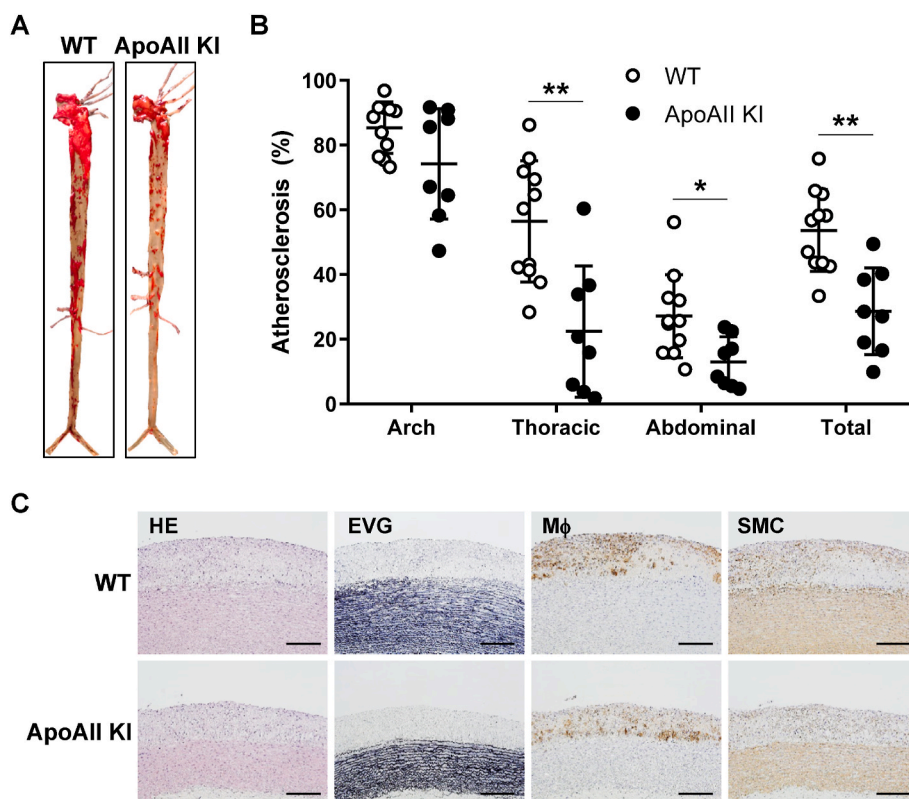 A
WT ApoAII KI
B
Atherosclerosis (%)
100
80
60
40
20
0
WT
ApoAII KI
**
*
**
Arch Thoracic Abdominal Total
C
HE EVG Mϕ SMC
WT
ApoAII KI